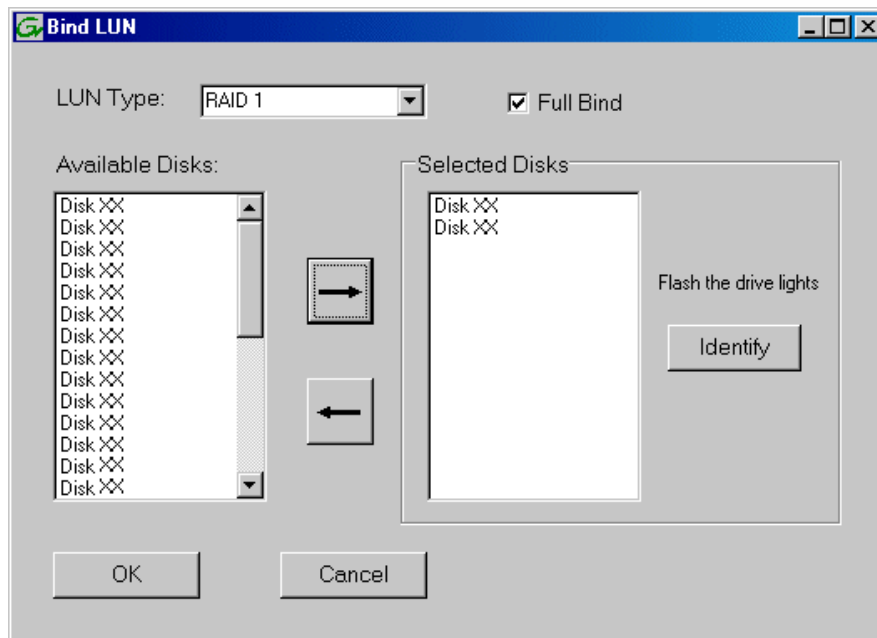 Bind LUN
LUN Type: RAID 1 Full Bind
Available Disks:
Disk XX
Disk XX
Disk XX
Disk XX
Disk XX
Disk XX
Disk XX
Disk XX
Disk XX
Disk XX
Disk XX
Disk XX
Disk XX
Disk XX
Selected Disks
Disk XX
Disk XX
Flash the drive lights
Identify
OK Cancel